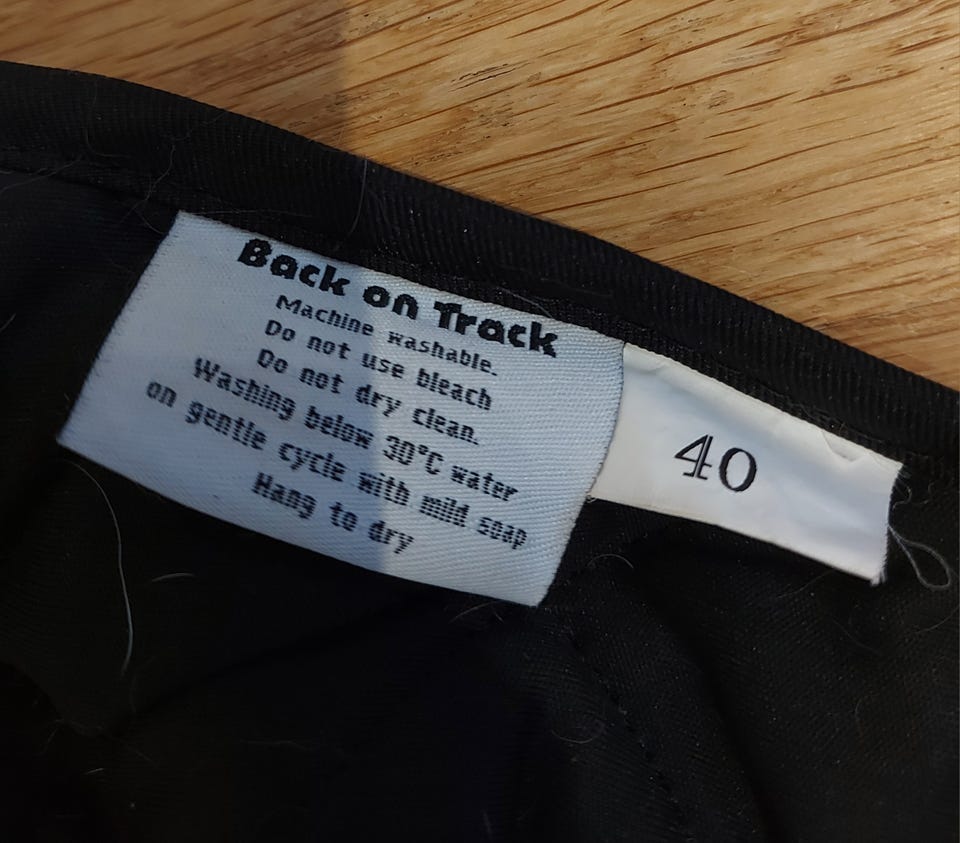 Back on Track
Machine washable.
Do not use bleach
Do not dry clean.
Washing below 30°C water
on gentle cycle with mild soap
Hang to dry
40